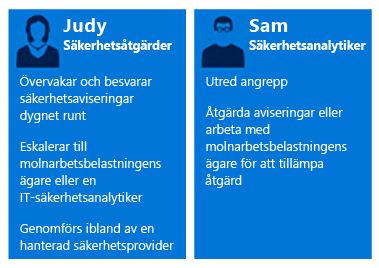 Judy
Säkerhetsåtgärder
Övervakar och besvarar
säkerhetsaviseringar
dygnet runt
Eskalerar till
molnarbetsbelastningens
ägare eller en
IT-säkerhetsanalytiker
Genomförs ibland av en
hanterad säkerhetsprovider
Sam
Säkerhetsanalytiker
Utred angrepp
Åtgärda aviseringar eller
arbeta med
molnarbetsbelastningens
ägare för att tillämpa
åtgärd